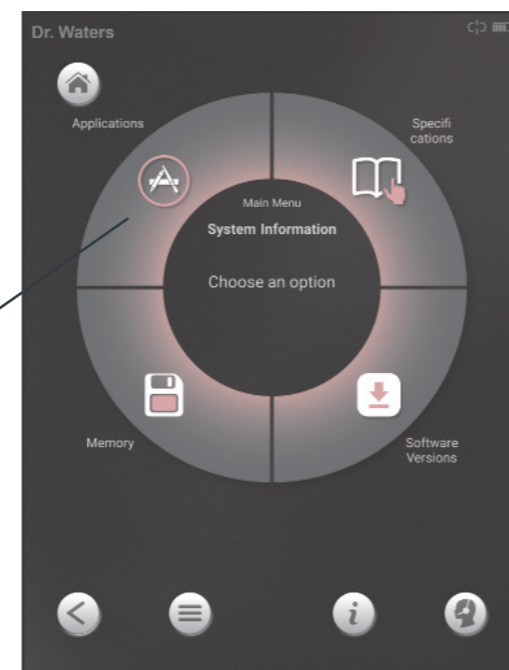 Dr. Waters
Applications
Specifi
cations
Main Menu
System Information
Choose an option
Memory
Software
Versions
i